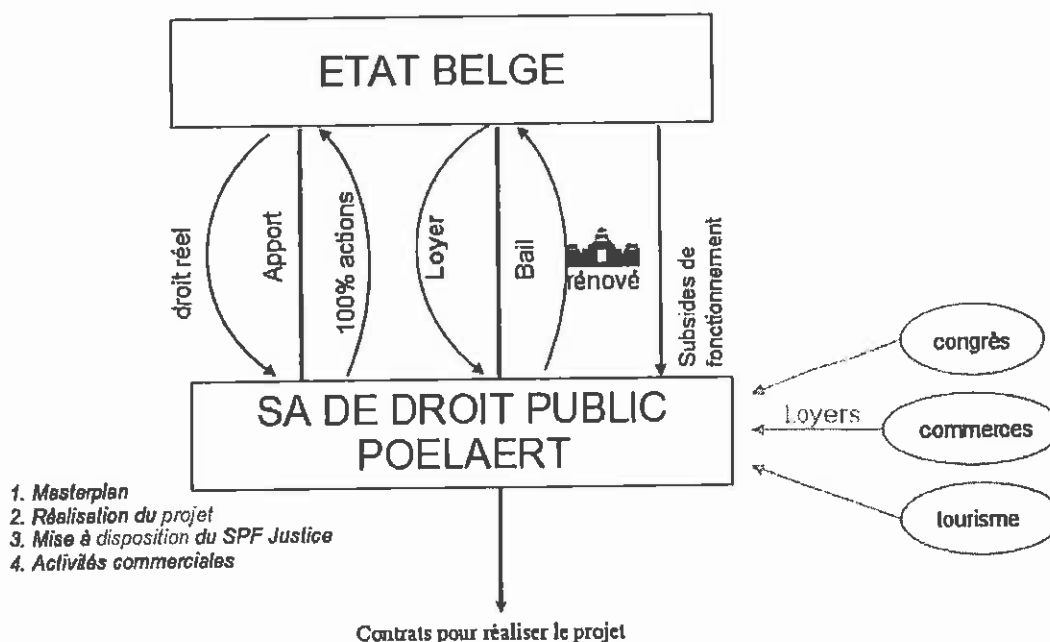 ETAT BELGE
droit réel
Apport
100% actions
Loyer
Bail
rénové
Subsides de
fonctionnement
SA DE DROIT PUBLIC
POELAERT
congrès
Loyers
commerces
tourisme
1. Masterplan
2. Réalisation du projet
3. Mise à disposition du SPF Justice
4. Activités commerciales
Contrats pour réaliser le projet